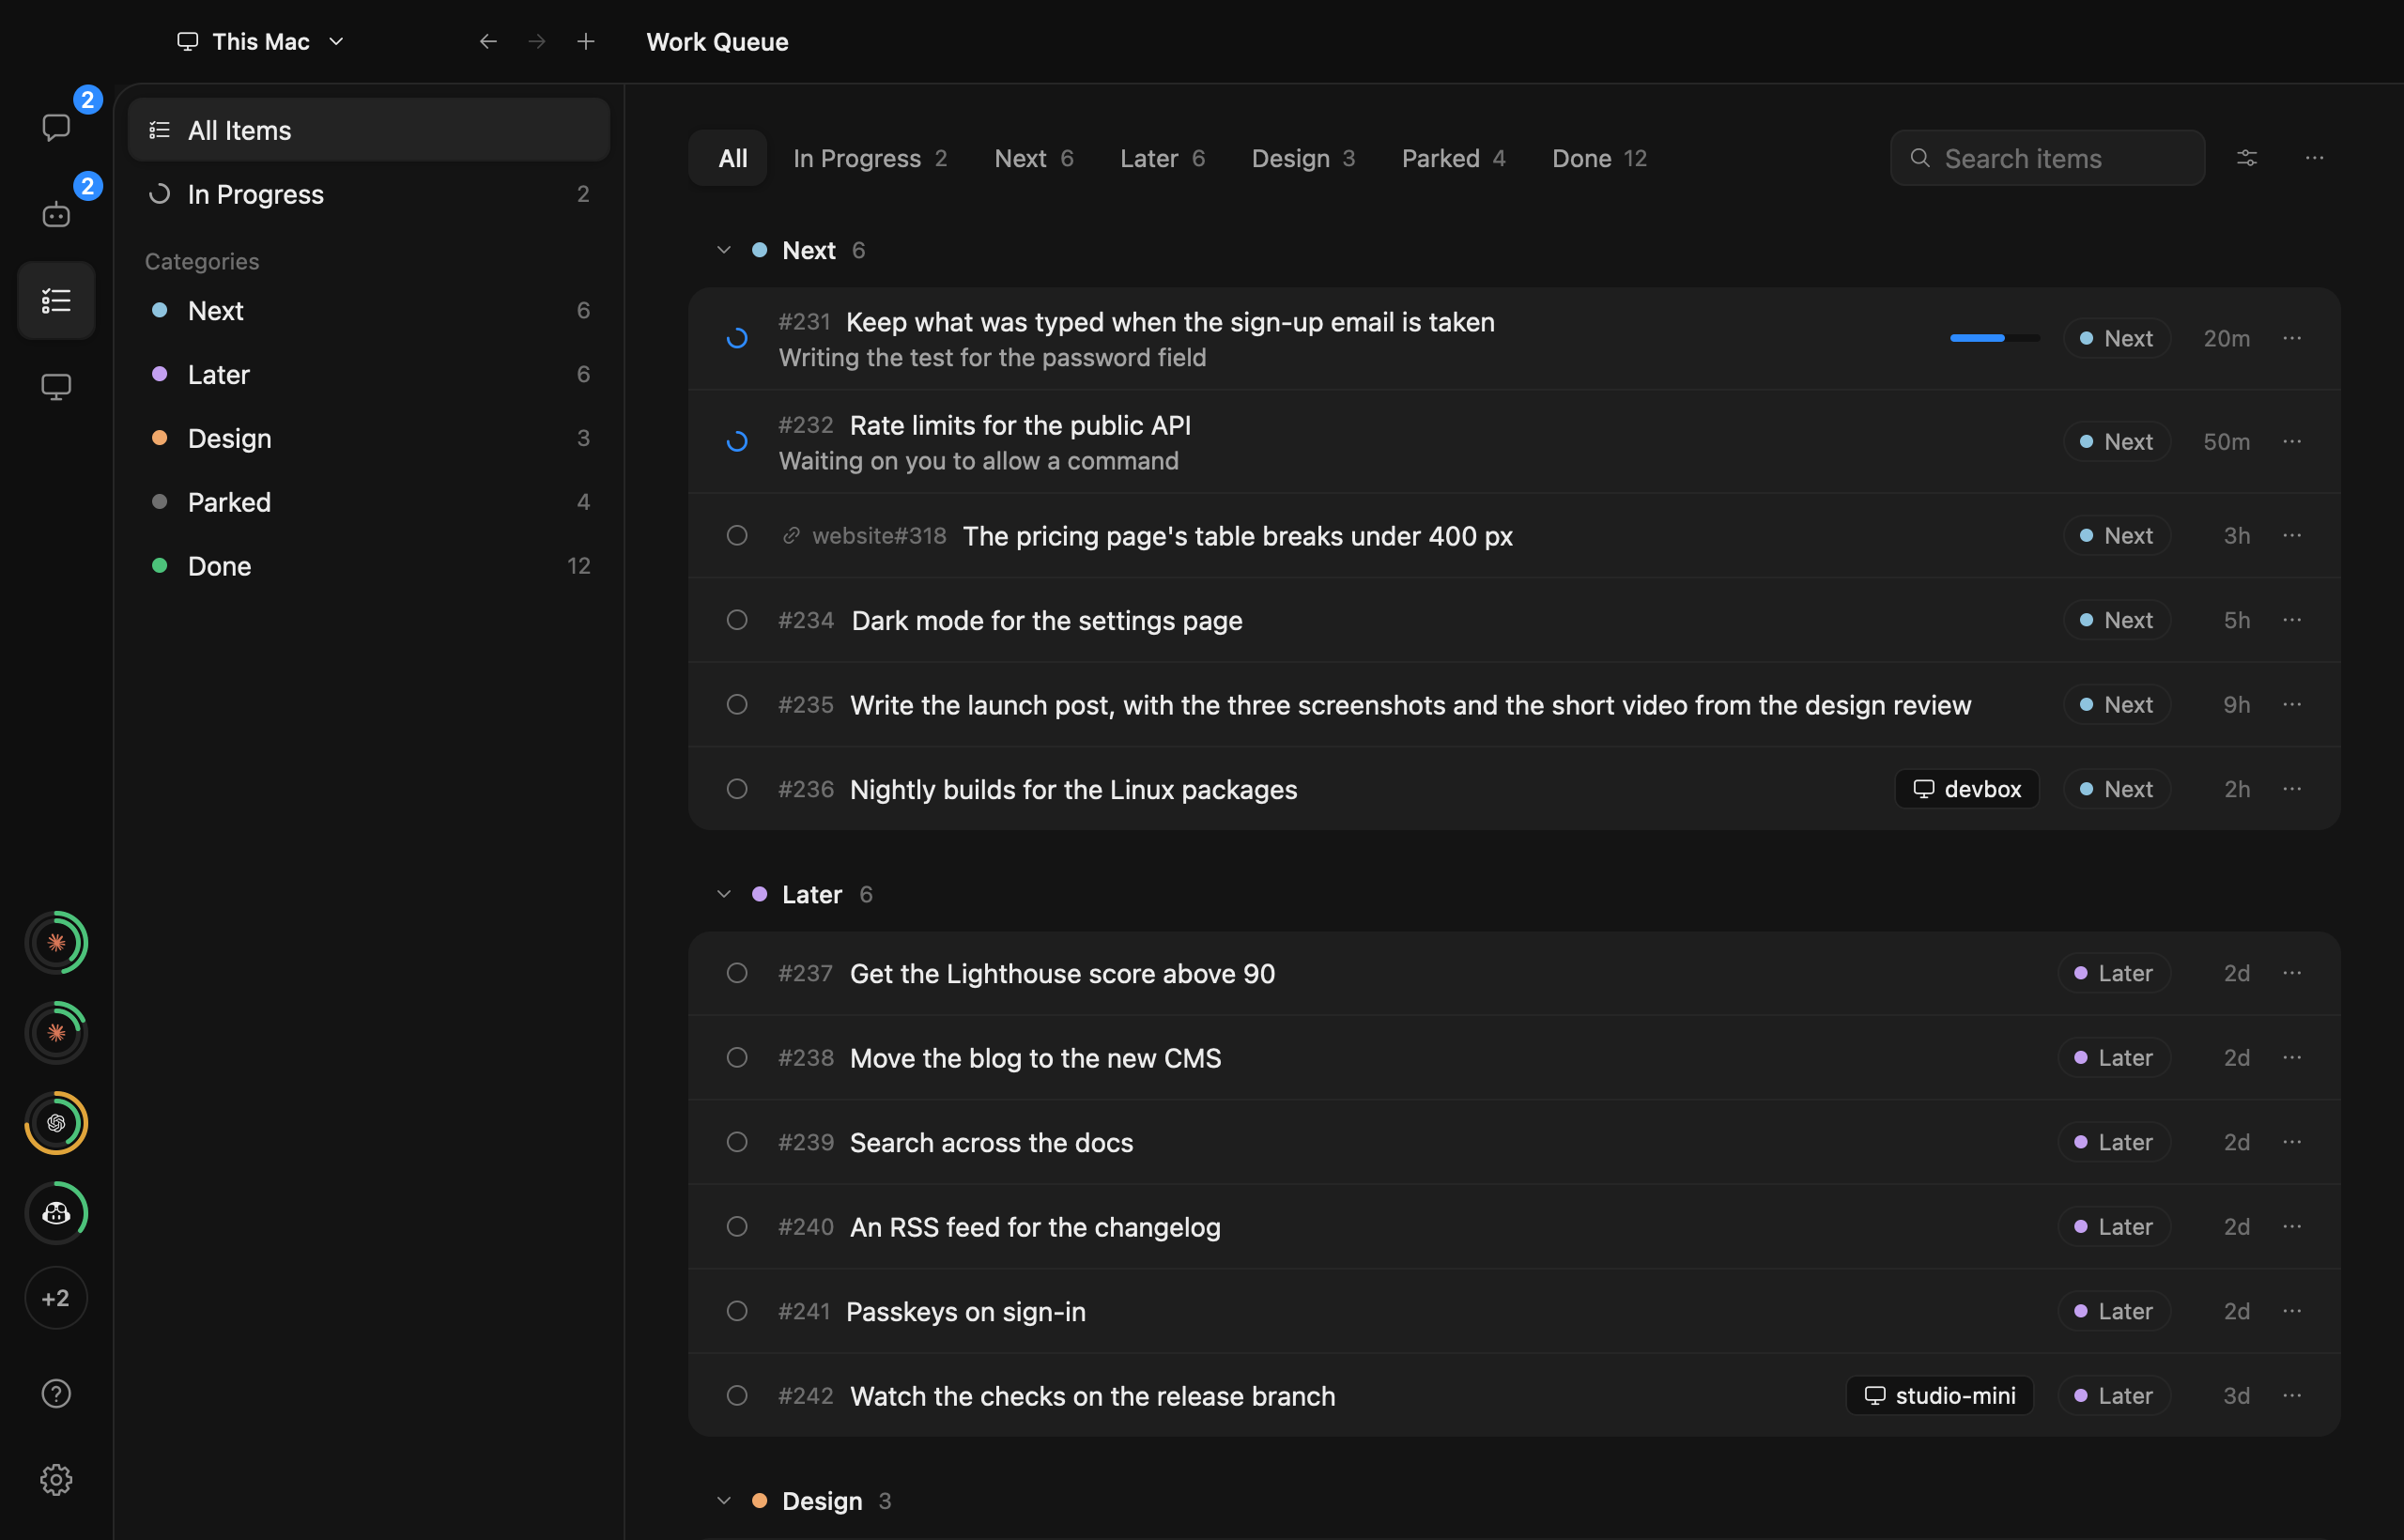 This Mac
Work Queue
2
2
All Items
In Progress 2
Categories
Next 6
Later 6
Design 3
Parked 4
Done 12
+2
All In Progress 2 Next 6 Later 6 Design 3 Parked 4 Done 12 Search items
Next 6
#231 Keep what was typed when the sign-up email is taken Next 20m
Writing the test for the password field
#232 Rate limits for the public API Next 50m
Waiting on you to allow a command
website#318 The pricing page's table breaks under 400 px Next 3h
#234 Dark mode for the settings page Next 5h
#235 Write the launch post, with the three screenshots and the short video from the design review Next 9h
#236 Nightly builds for the Linux packages devbox Next 2h
Later 6
#237 Get the Lighthouse score above 90 Later 2d
#238 Move the blog to the new CMS Later 2d
#239 Search across the docs Later 2d
#240 An RSS feed for the changelog Later 2d
#241 Passkeys on sign-in Later 2d
#242 Watch the checks on the release branch studio-mini Later 3d
Design 3